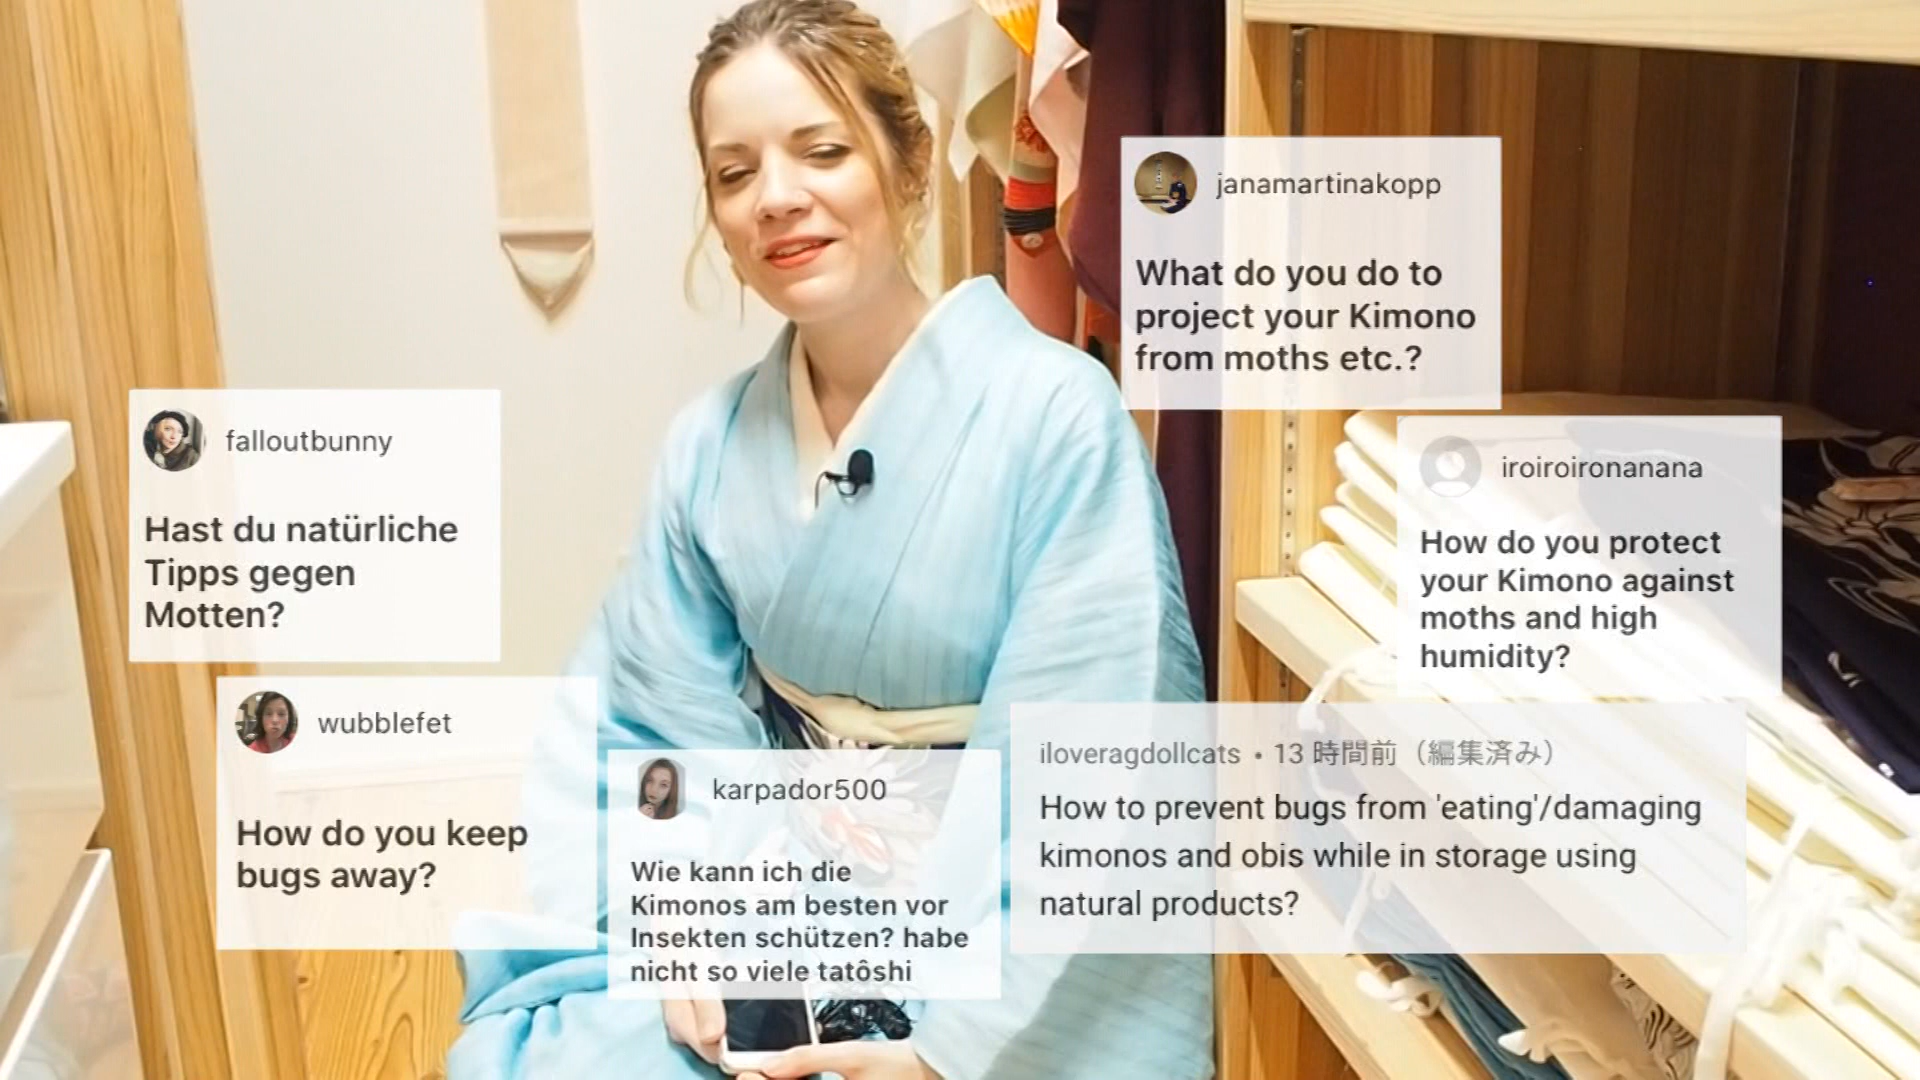 janamartinakopp
What do you do to
project your Kimono
from moths etc.?
falloutbunny
Hast du natürliche
Tipps gegen
Motten?
iroiroironanana
How do you protect
your Kimono against
moths and high
humidity?
wubblefet
How do you keep
bugs away?
karpador500
Wie kann ich die
Kimonos am besten vor
Insekten schützen? habe
nicht so viele tatôshi
iloveragdollcats • 13 時間前（編集済み）
How to prevent bugs from 'eating'/damaging
kimonos and obis while in storage using
natural products?